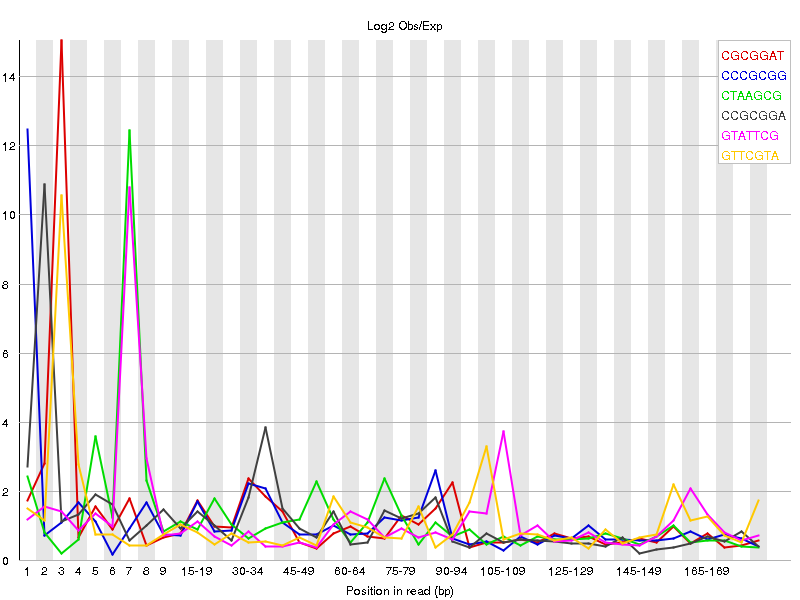 Log2 Obs/Exp
CGCGGAT
CCCGCGG
CTAAGCG
CCGCGGA
GTATTCG
GTTCGTA
14
12
10
8
6
4
2
0
1 2 3 4 5 6 7 8 9 15-19 30-34 45-49 60-64 75-79 90-94 105-109 125-129 145-149 165-169
Position in read (bp)